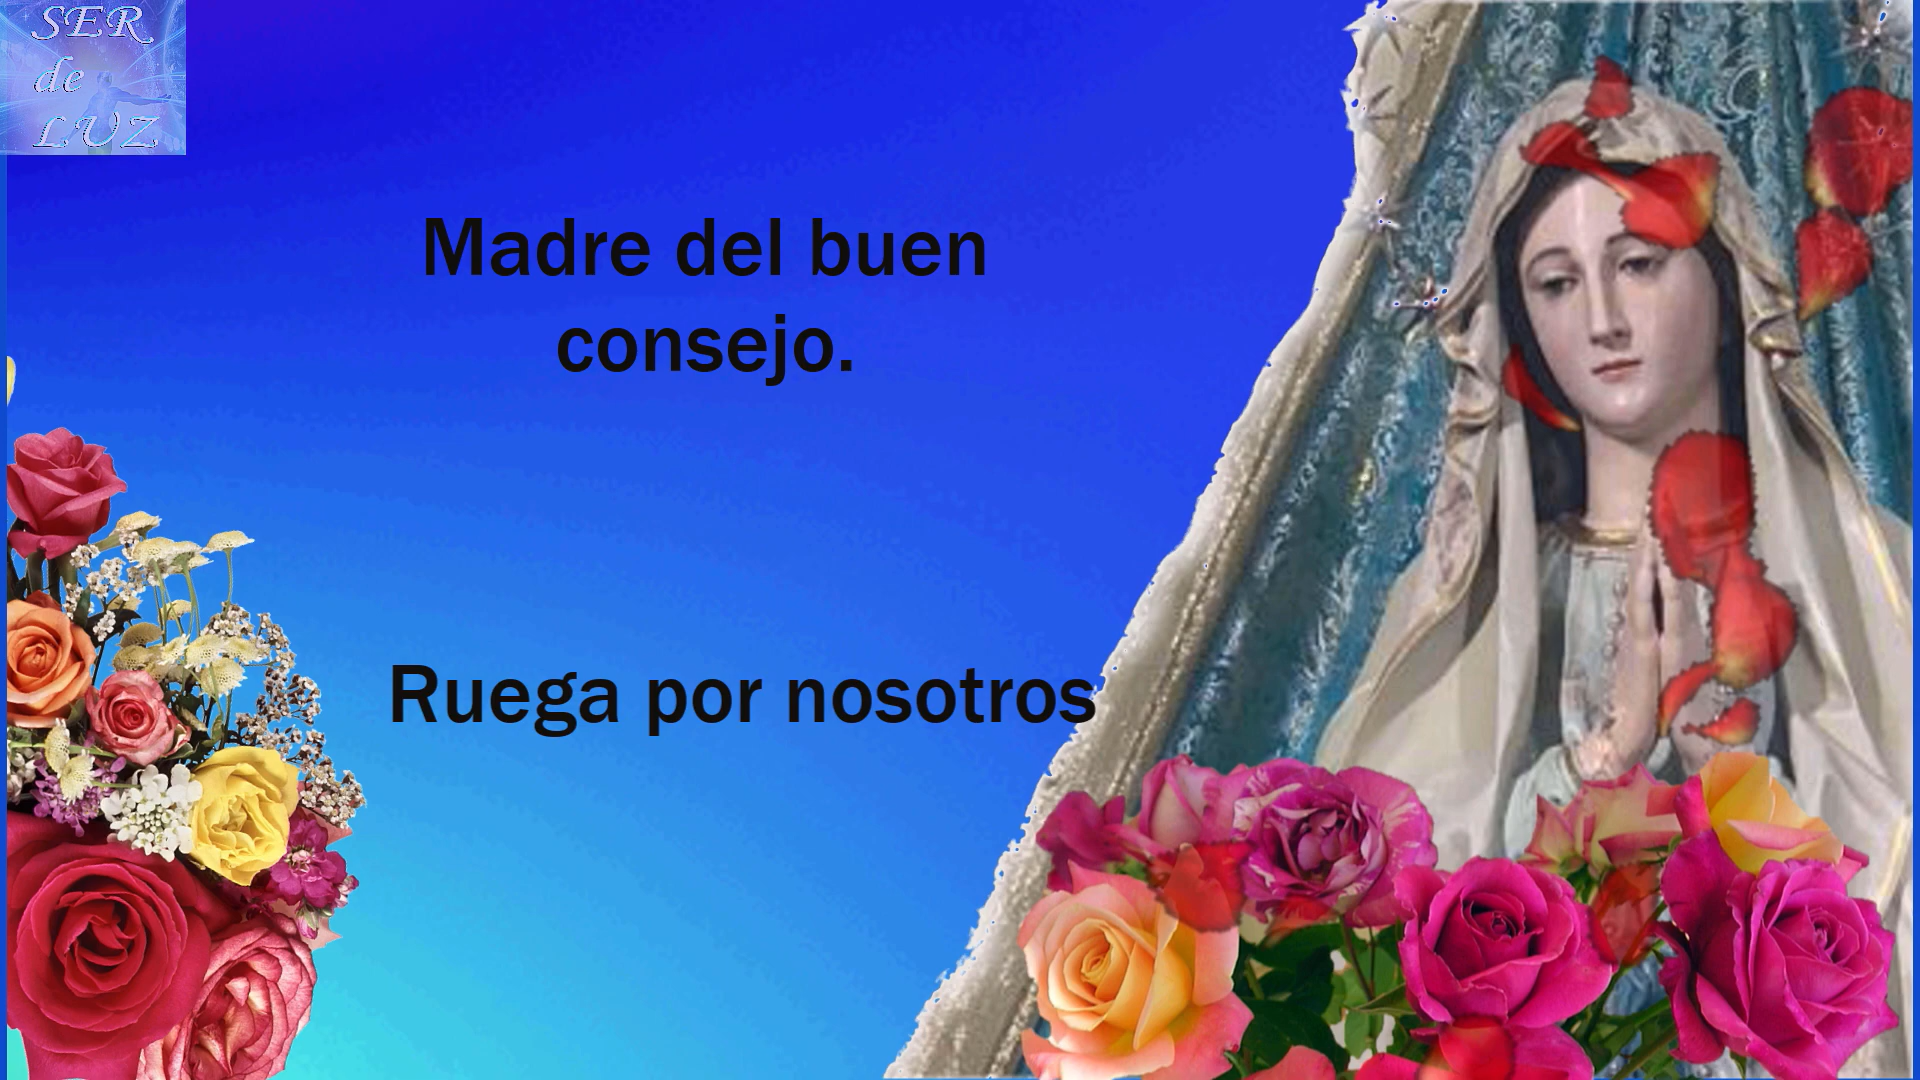 SER
de
LUZ
Madre del buen
consejo.
Ruega por nosotros